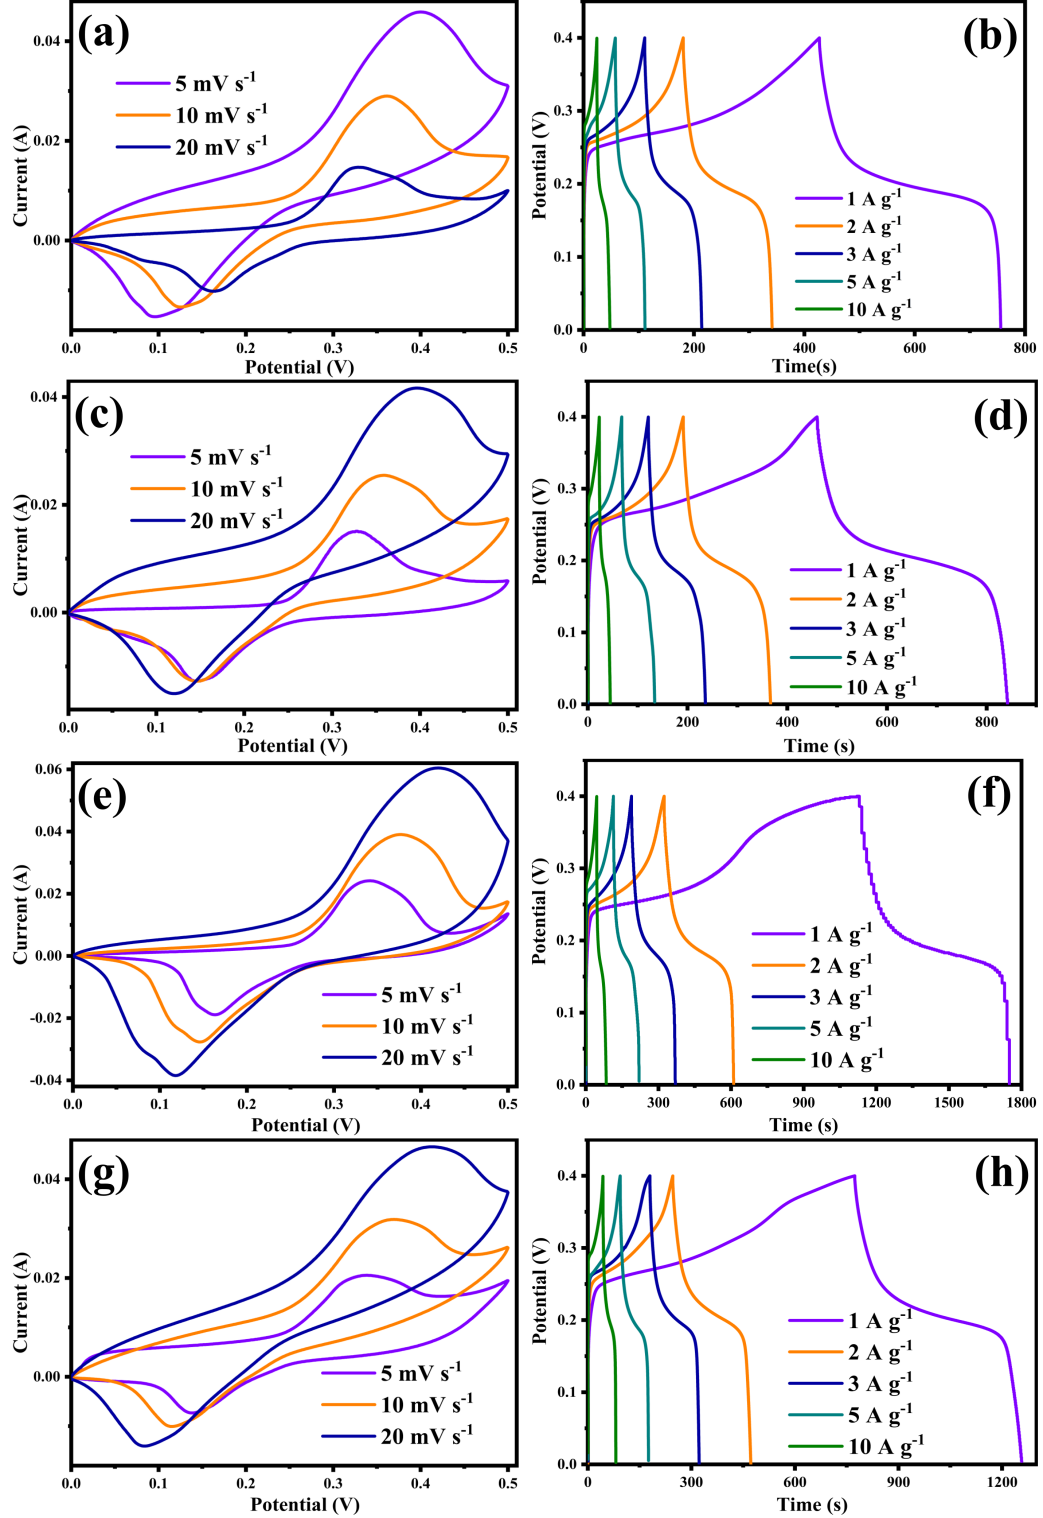 (a)
5 mV s-1
10 mV s-1
20 mV s-1
0.04
0.02
0.00
Current (A)
0.0 0.1 0.2 0.3 0.4 0.5
Potential (V)
(b)
0.4
0.3
0.2
0.1
0.0
Potential (V)
1 A g-1
2 A g-1
3 A g-1
5 A g-1
10 A g-1
0 200 400 600 800
Time(s)
(c)
5 mV s-1
10 mV s-1
20 mV s-1
0.04
0.02
0.00
Current (A)
0.0 0.1 0.2 0.3 0.4 0.5
Potential (V)
(d)
0.4
0.3
0.2
0.1
0.0
Potential (V)
1 A g-1
2 A g-1
3 A g-1
5 A g-1
10 A g-1
0 200 400 600 800
Time (s)
(e)
0.06
0.04
0.02
0.00
-0.02
-0.04
Current (A)
5 mV s-1
10 mV s-1
20 mV s-1
0.0 0.1 0.2 0.3 0.4 0.5
Potential (V)
(f)
0.4
0.3
0.2
0.1
0.0
Potential (V)
1 A g-1
2 A g-1
3 A g-1
5 A g-1
10 A g-1
0 300 600 900 1200 1500 1800
Time (s)
(g)
0.04
0.02
0.00
Current (A)
5 mV s-1
10 mV s-1
20 mV s-1
0.0 0.1 0.2 0.3 0.4 0.5
Potential (V)
(h)
0.4
0.3
0.2
0.1
0.0
Potential (V)
1 A g-1
2 A g-1
3 A g-1
5 A g-1
10 A g-1
0 300 600 900 1200
Time (s)